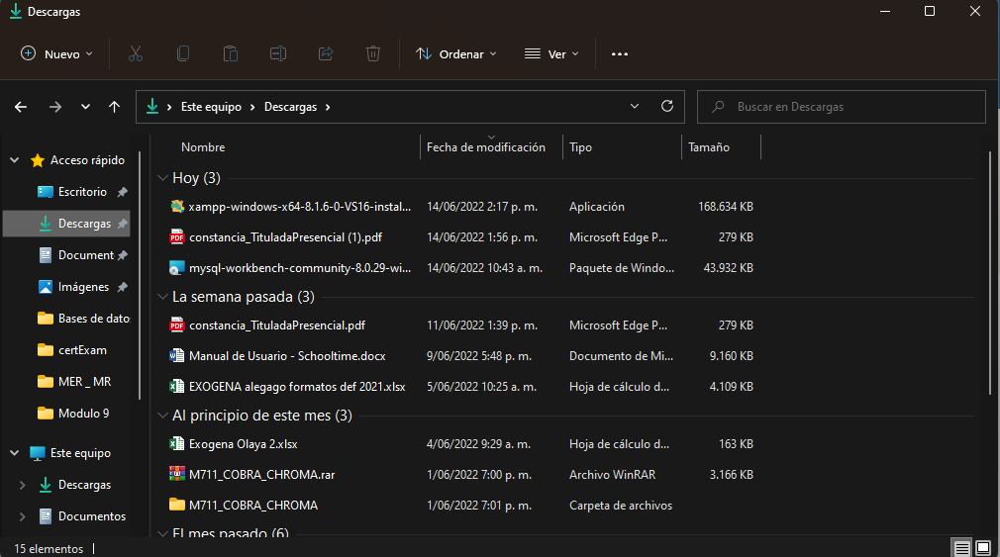 Descargas
Nuevo Ordenar Ver
Este equipo Descargas Buscar en Descargas
Nombre Fecha de modificación Tipo Tamaño
Acceso rápido
Escritorio
Descargas
Document
Imágenes
Bases de dato
certExam
MER _ MR
Modulo 9
Este equipo
Descargas
Documentos
Hoy (3)
xampp-windows-x64-8.1.6-0-VS16-instal... 14/06/2022 2:17 p. m. Aplicación 168.634 KB
PDF constancia_TituladaPresencial (1).pdf 14/06/2022 1:56 p. m. Microsoft Edge P... 279 KB
mysql-workbench-community-8.0.29-wi... 14/06/2022 10:43 a. m. Paquete de Windo... 43.932 KB
La semana pasada (3)
PDF constancia_TituladaPresencial.pdf 11/06/2022 1:39 p. m. Microsoft Edge P... 279 KB
Manual de Usuario - Schooltime.docx 9/06/2022 5:48 p. m. Documento de Mi... 9.160 KB
EXOGENA alegago formatos def 2021.xlsx 5/06/2022 10:25 a. m. Hoja de cálculo d... 4.109 KB
Al principio de este mes (3)
Exogena Olaya 2.xlsx 4/06/2022 9:29 a. m. Hoja de cálculo d... 163 KB
M711_COBRA_CHROMA.rar 1/06/2022 7:00 p. m. Archivo WinRAR 3.166 KB
M711_COBRA_CHROMA 1/06/2022 7:01 p. m. Carpeta de archivos
El mes pasado (6)
15 elementos